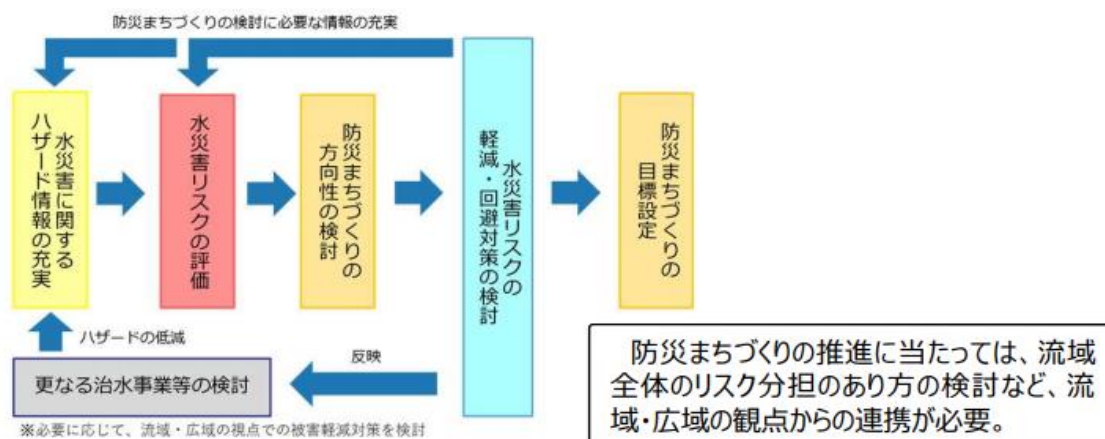 防災まちづくりの検討に必要な情報の充実
水災害に関する
ハザード情報の充実
水災害リスクの評価
防災まちづくりの
方向性の検討
水災害リスクの
軽減・回避対策の検討
防災まちづくりの
目標設定
ハザードの低減
更なる治水事業等の検討
反映
※必要に応じて、流域・広域の視点での被害軽減対策を検討
防災まちづくりの推進に当たっては、流域
全体のリスク分担のあり方の検討など、流
域・広域の観点からの連携が必要。